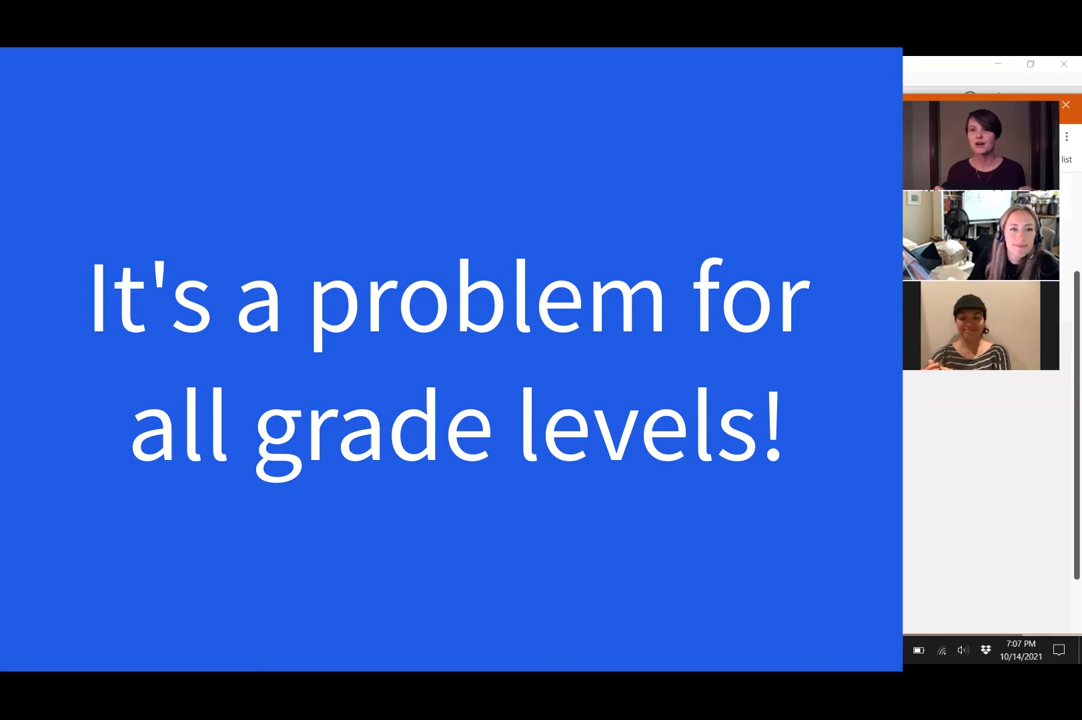 It's a problem for
all grade levels!
list
7:07 PM
10/14/2021